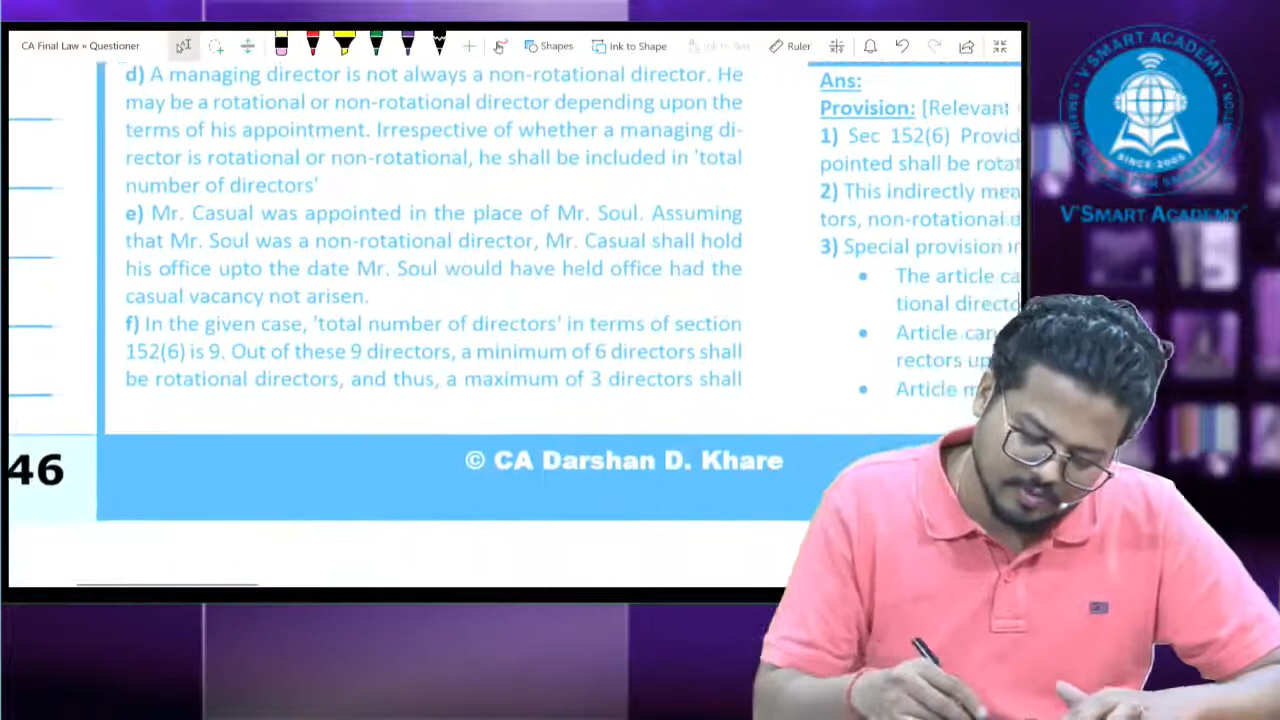 CA Final Law » Questioner
Shapes
Ink to Shape
Ink to Text
Ruler
d) A managing director is not always a non-rotational director. He
may be a rotational or non-rotational director depending upon the
terms of his appointment. Irrespective of whether a managing di-
rector is rotational or non-rotational, he shall be included in 'total
number of directors'
e) Mr. Casual was appointed in the place of Mr. Soul. Assuming
that Mr. Soul was a non-rotational director, Mr. Casual shall hold
his office upto the date Mr. Soul would have held office had the
casual vacancy not arisen.
f) In the given case, 'total number of directors' in terms of section
152(6) is 9. Out of these 9 directors, a minimum of 6 directors shall
be rotational directors, and thus, a maximum of 3 directors shall
Ans:
Provision: [Relevant
1) Sec 152(6) Provid
pointed shall be rotat
2) This indirectly mea
tors, non-rotational d
3) Special provision
The article ca
tional directo
Article can
rectors up
Article m
46
© CA Darshan D. Khare
V'SMART ACADEMY
SINCE-2005
V'SMART ACADEMY